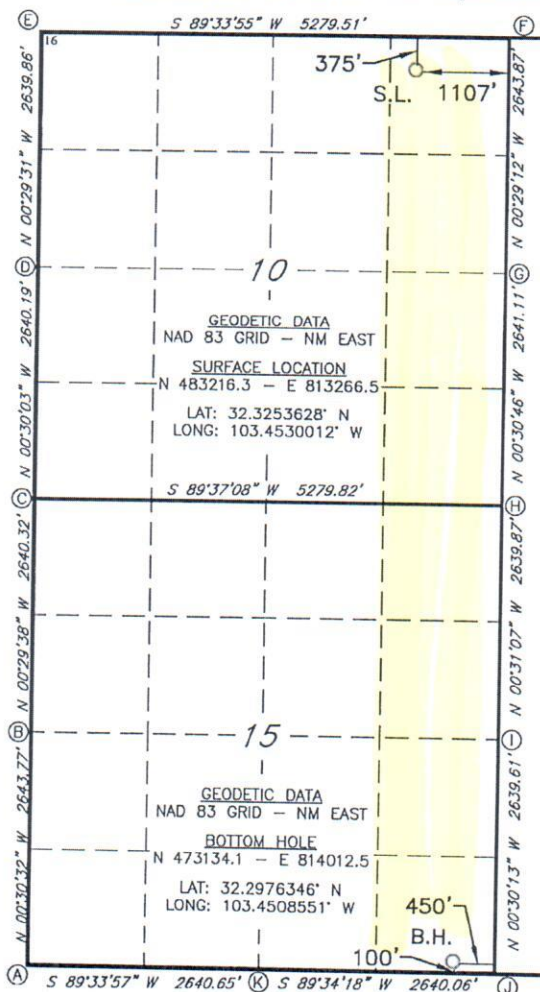 E
S 89°33'55" W 5279.51'
F
16
375'
S.L. 1107'
N 00°29'31" W 2639.86'
N 00°29'12" W 2643.87'
D
10
G
GEODETIC DATA
NAD 83 GRID – NM EAST
SURFACE LOCATION
N 483216.3 – E 813266.5
LAT: 32.3253628° N
LONG: 103.4530012° W
N 00°30'03" W 2640.19'
N 00°30'46" W 2641.11'
C
S 89°37'08" W 5279.82'
H
N 00°29'38" W 2640.32'
N 00°31'07" W 2639.87'
B
15
I
GEODETIC DATA
NAD 83 GRID – NM EAST
BOTTOM HOLE
N 473134.1 – E 814012.5
LAT: 32.2976346° N
LONG: 103.4508551° W
N 00°30'32" W 2643.77'
N 00°30'13" W 2639.61'
450'
B.H.
100'
A
S 89°33'57" W 2640.65'
K
S 89°34'18" W 2640.06'
J